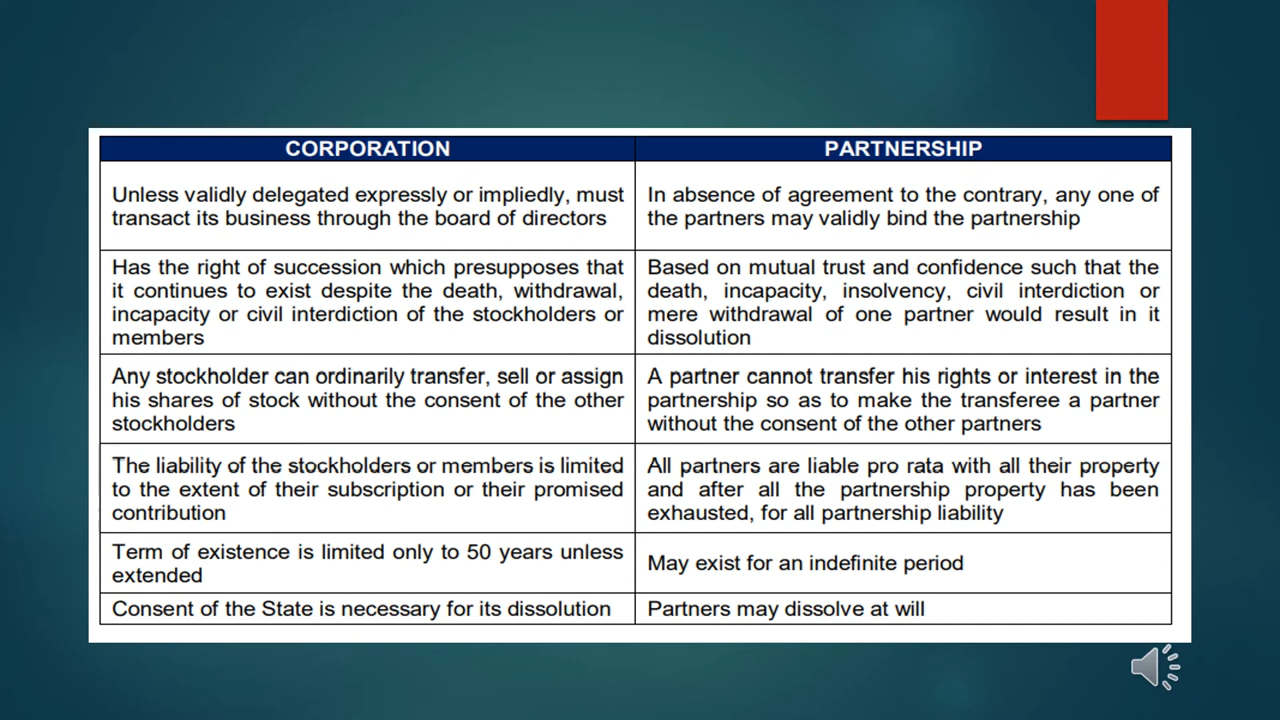 CORPORATION
PARTNERSHIP
Unless validly delegated expressly or impliedly, must
transact its business through the board of directors
In absence of agreement to the contrary, any one of
the partners may validly bind the partnership
Has the right of succession which presupposes that
it continues to exist despite the death, withdrawal,
incapacity or civil interdiction of the stockholders or
members
Based on mutual trust and confidence such that the
death, incapacity, insolvency, civil interdiction or
mere withdrawal of one partner would result in it
dissolution
Any stockholder can ordinarily transfer, sell or assign
his shares of stock without the consent of the other
stockholders
A partner cannot transfer his rights or interest in the
partnership so as to make the transferee a partner
without the consent of the other partners
The liability of the stockholders or members is limited
to the extent of their subscription or their promised
contribution
All partners are liable pro rata with all their property
and after all the partnership property has been
exhausted, for all partnership liability
Term of existence is limited only to 50 years unless
extended
May exist for an indefinite period
Consent of the State is necessary for its dissolution
Partners may dissolve at will